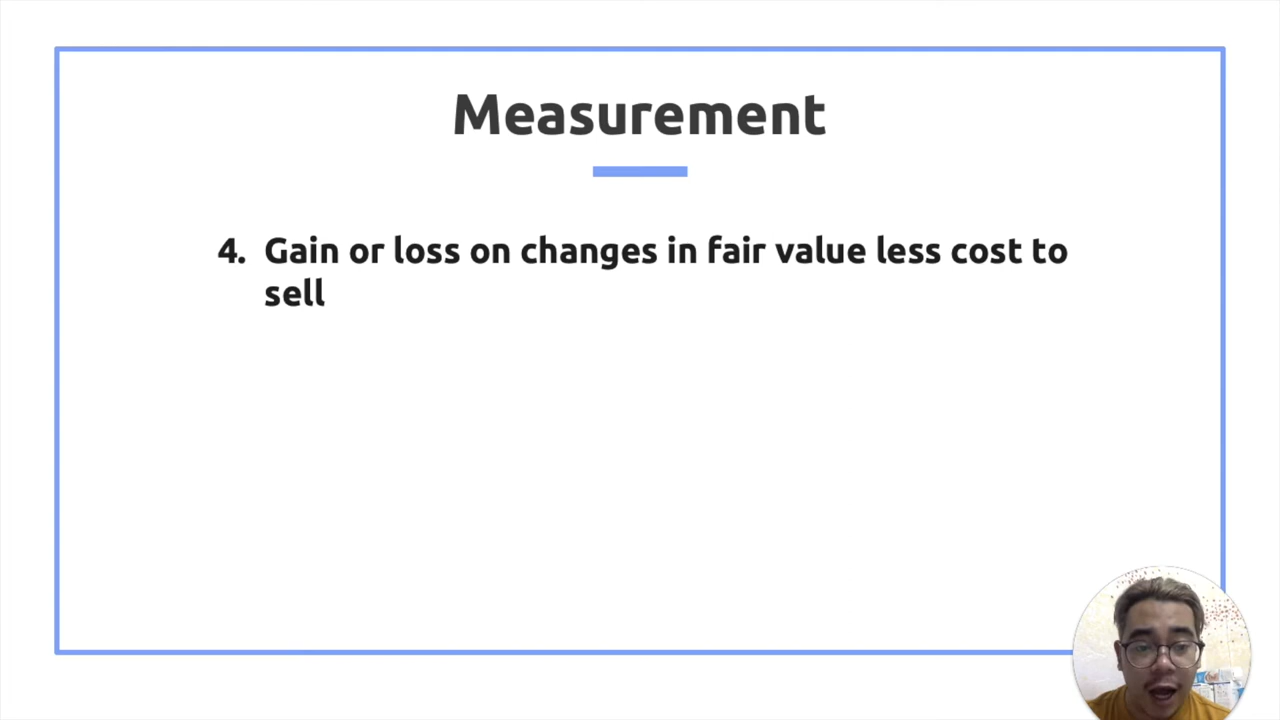 Measurement
4. Gain or loss on changes in fair value less cost to
sell